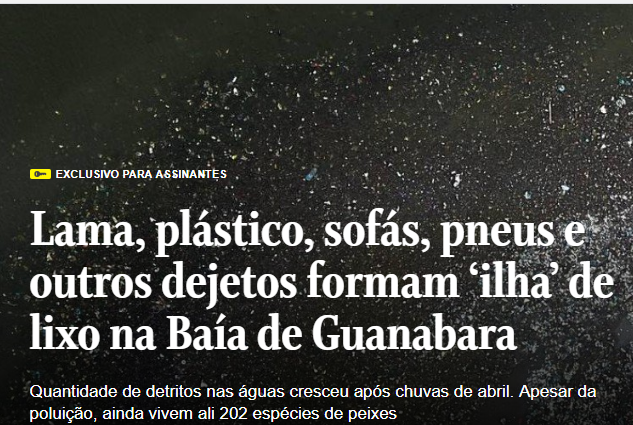 EXCLUSIVO PARA ASSINANTES
Lama, plástico, sofás, pneus e
outros dejetos formam ‘ilha’ de
lixo na Baía de Guanabara
Quantidade de detritos nas águas cresceu após chuvas de abril. Apesar da
poluição, ainda vivem ali 202 espécies de peixes